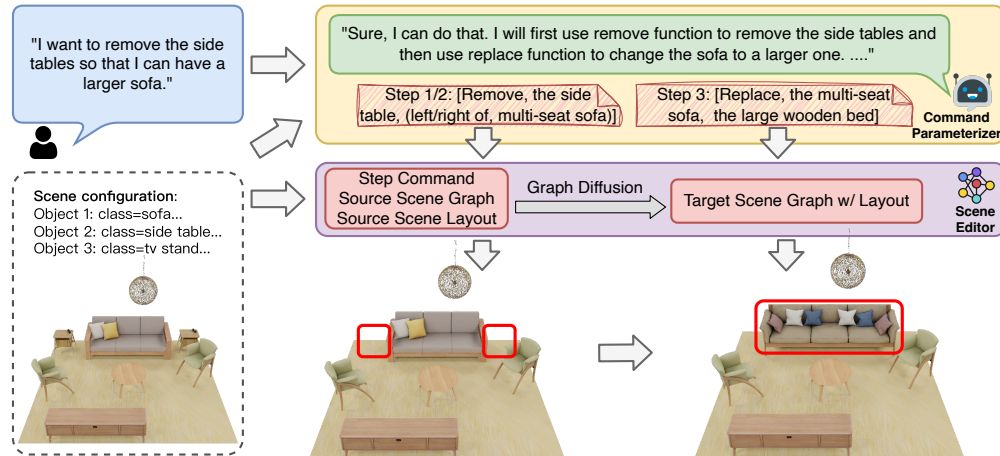 "I want to remove the side
tables so that I can have a
larger sofa."
"Sure, I can do that. I will first use remove function to remove the side tables and
then use replace function to change the sofa to a larger one. ...."
Step 1/2: [Remove, the side
table, (left/right of, multi-seat sofa)]
Step 3: [Replace, the multi-seat
sofa, the large wooden bed]
Command
Parameterizer
Scene configuration:
Object 1: class=sofa...
Object 2: class=side table...
Object 3: class=tv stand...
Step Command
Source Scene Graph
Source Scene Layout
Graph Diffusion
Target Scene Graph w/ Layout
Scene
Editor